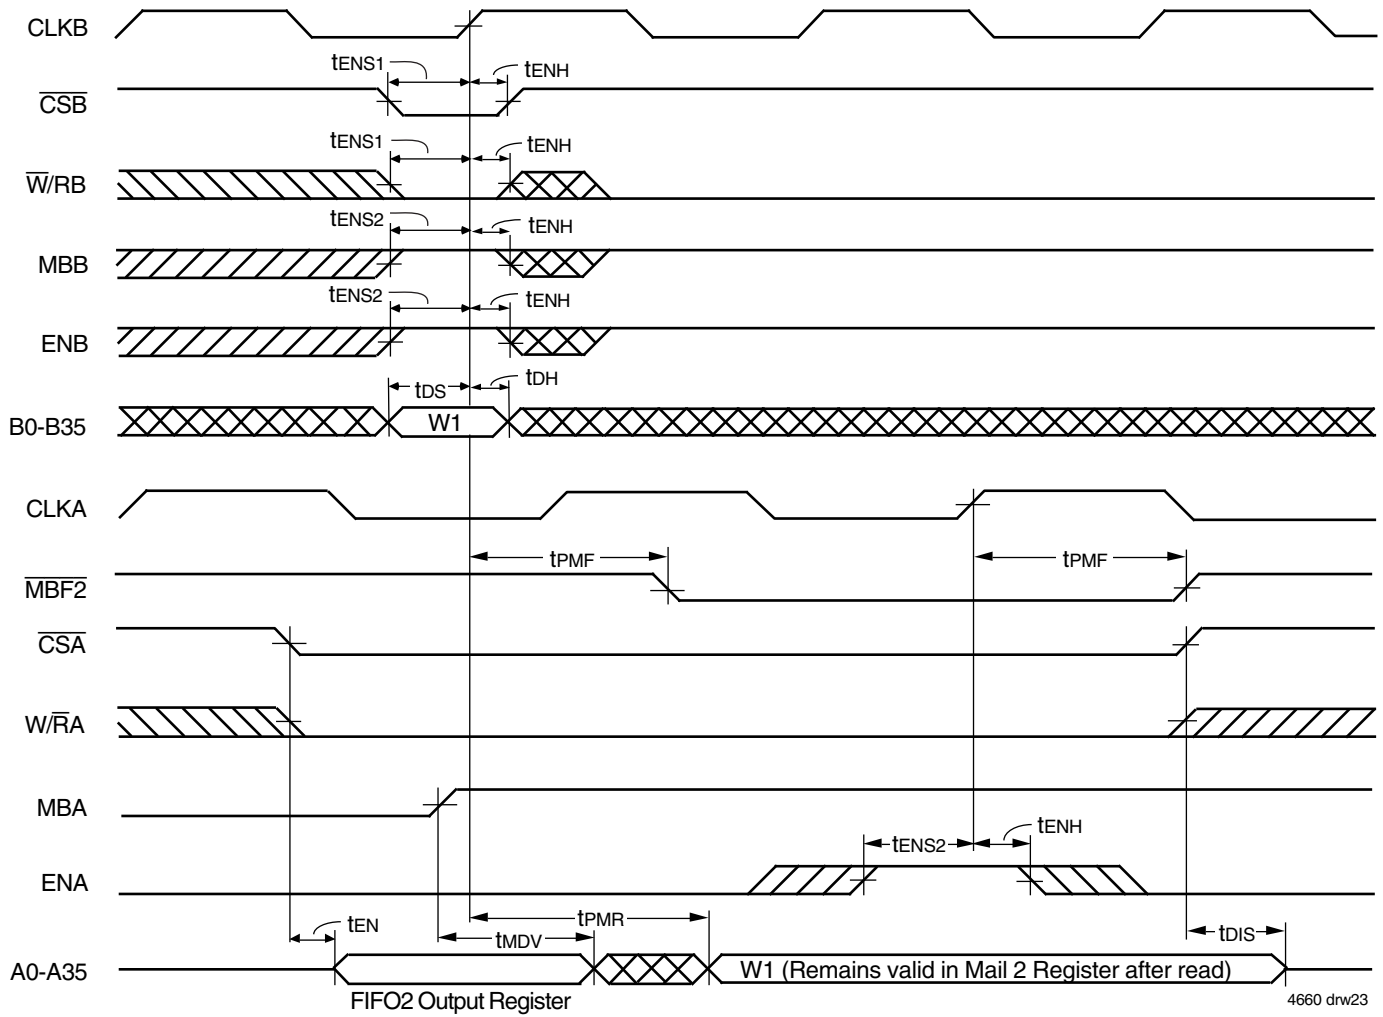 CLKB
tENS1
tENH
CSB
tENS1
tENH
W/RB
tENS2
tENH
MBB
tENS2
tENH
ENB
tDS
tDH
B0-B35
W1
CLKA
tPMF
tPMF
MBF2
CSA
W/RA
MBA
tENS2
tENH
ENA
tEN
tPMR
tMDV
tDIS
A0-A35
W1 (Remains valid in Mail 2 Register after read)
FIFO2 Output Register
4660 drw23